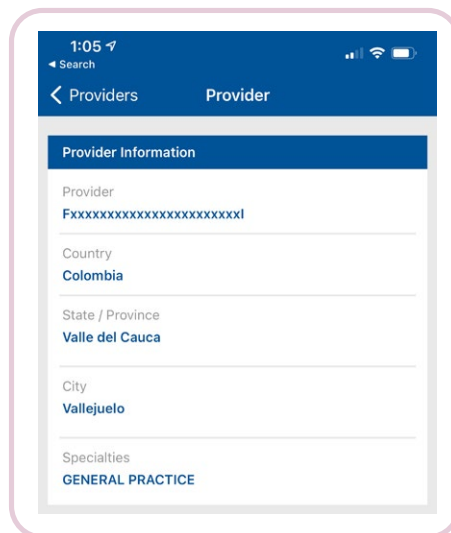 1:05
◄ Search
Providers Provider
Provider Information
Provider
Fxxxxxxxxxxxxxxxxxxxxxxxl
Country
Colombia
State / Province
Valle del Cauca
City
Vallejuelo
Specialties
GENERAL PRACTICE